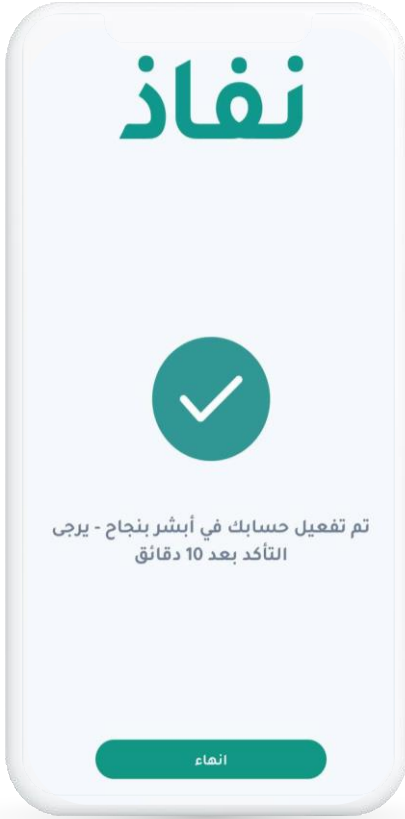 نفاذ
تم تفعيل حسابك في أبشر بنجاح - يرجى
التأكد بعد 10 دقائق
انهاء